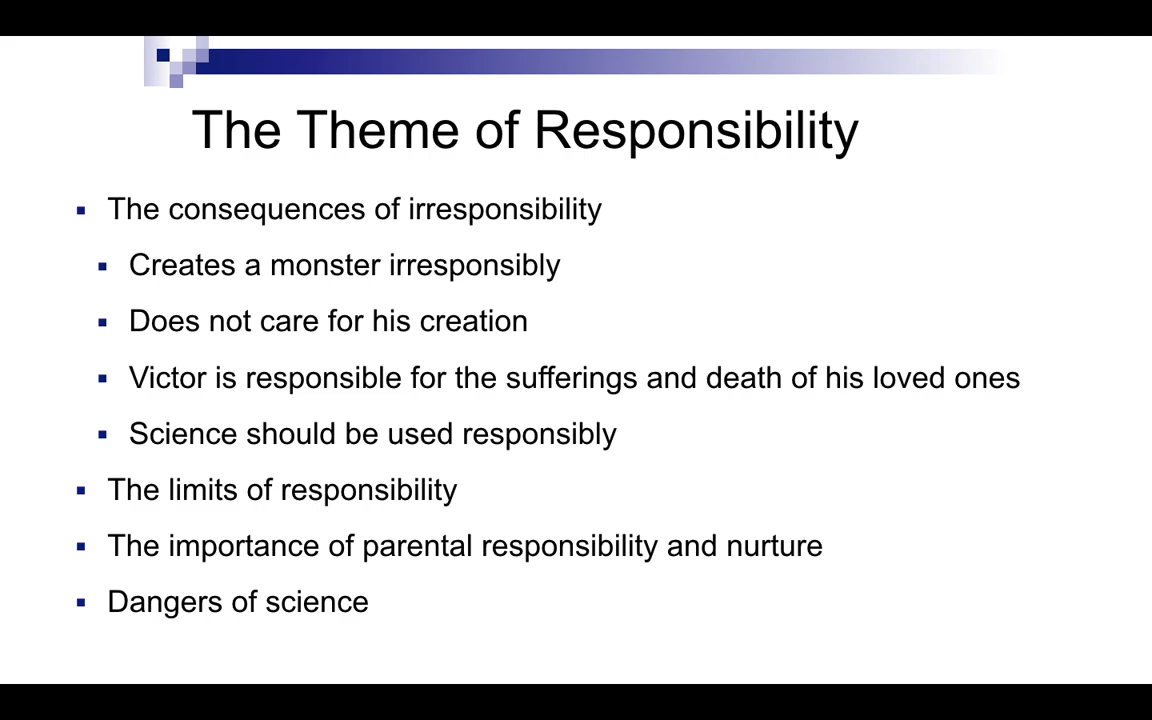 The Theme of Responsibility
The consequences of irresponsibility
Creates a monster irresponsibly
Does not care for his creation
Victor is responsible for the sufferings and death of his loved ones
Science should be used responsibly
The limits of responsibility
The importance of parental responsibility and nurture
Dangers of science